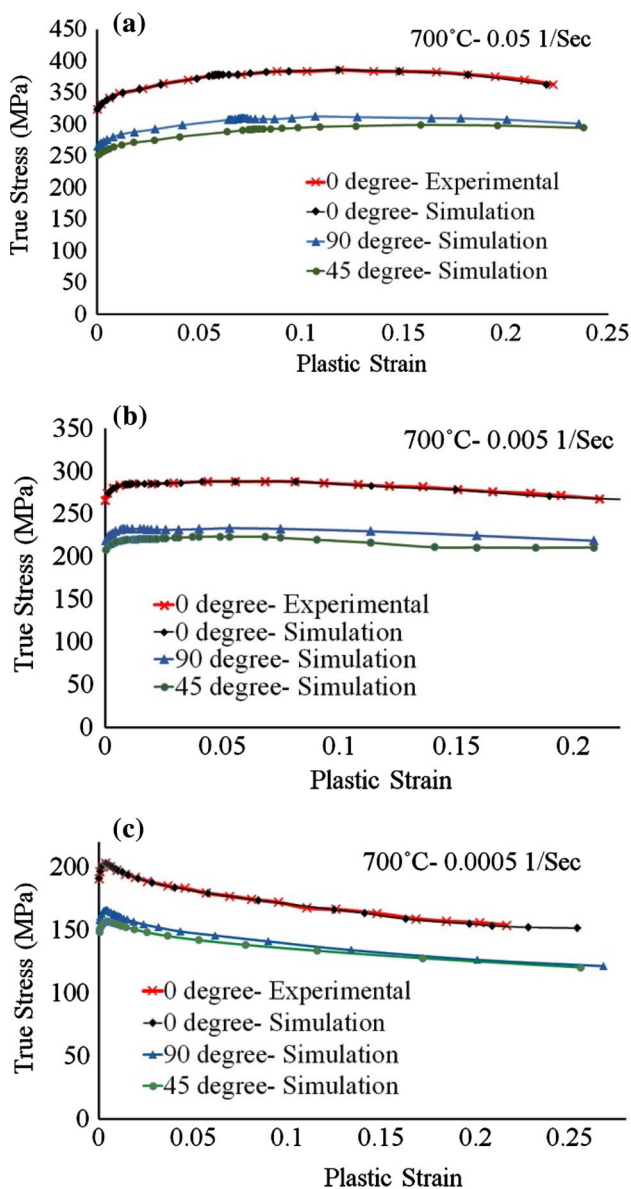 (a)
700˚C- 0.05 1/Sec
450
400
350
300
250
200
150
100
50
0
True Stress (MPa)
0 degree- Experimental
0 degree- Simulation
90 degree- Simulation
45 degree- Simulation
0 0.05 0.1 0.15 0.2 0.25
Plastic Strain
(b)
700˚C- 0.005 1/Sec
350
300
250
200
150
100
50
0
True Stress (MPa)
0 degree- Experimental
0 degree- Simulation
90 degree- Simulation
45 degree- Simulation
0 0.05 0.1 0.15 0.2
Plastic Strain
(c)
700˚C- 0.0005 1/Sec
200
150
100
50
0
True Stress (MPa)
0 degree- Experimental
0 degree- Simulation
90 degree- Simulation
45 degree- Simulation
0 0.05 0.1 0.15 0.2 0.25
Plastic Strain